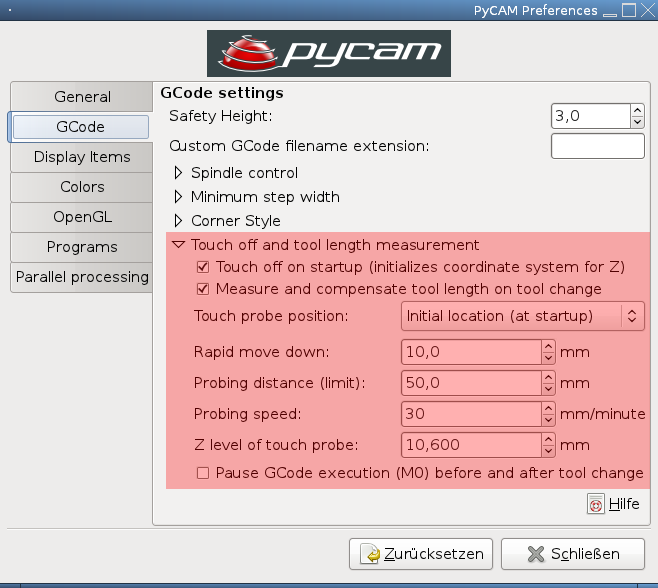 PyCAM Preferences
pycam
General
GCode
Display Items
Colors
OpenGL
Programs
Parallel processing
GCode settings
Safety Height: 3,0
Custom GCode filename extension:
Spindle control
Minimum step width
Corner Style
Touch off and tool length measurement
Touch off on startup (initializes coordinate system for Z)
Measure and compensate tool length on tool change
Touch probe position: Initial location (at startup)
Rapid move down: 10,0 mm
Probing distance (limit): 50,0 mm
Probing speed: 30 mm/minute
Z level of touch probe: 10,600 mm
Pause GCode execution (M0) before and after tool change
Hilfe
Zurücksetzen Schließen